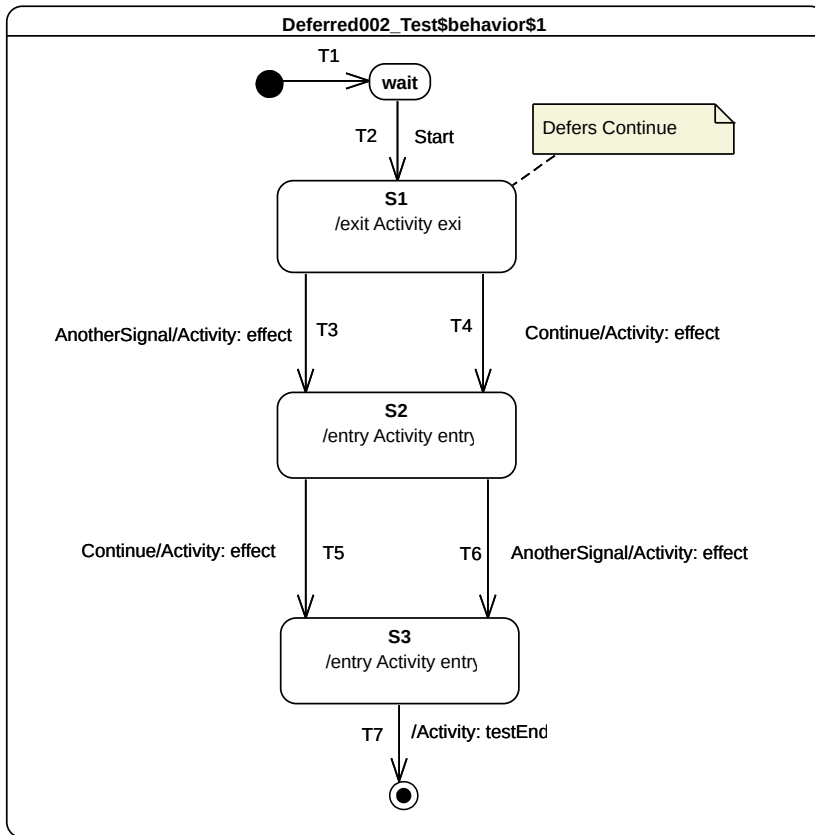 Deferred002_Test$behavior$1
T1
wait
T2
Start
Defers Continue
S1
/exit Activity exi
AnotherSignal/Activity: effect
T3
T4
Continue/Activity: effect
S2
/entry Activity entry
Continue/Activity: effect
T5
T6
AnotherSignal/Activity: effect
S3
/entry Activity entry
T7
/Activity: testEnd